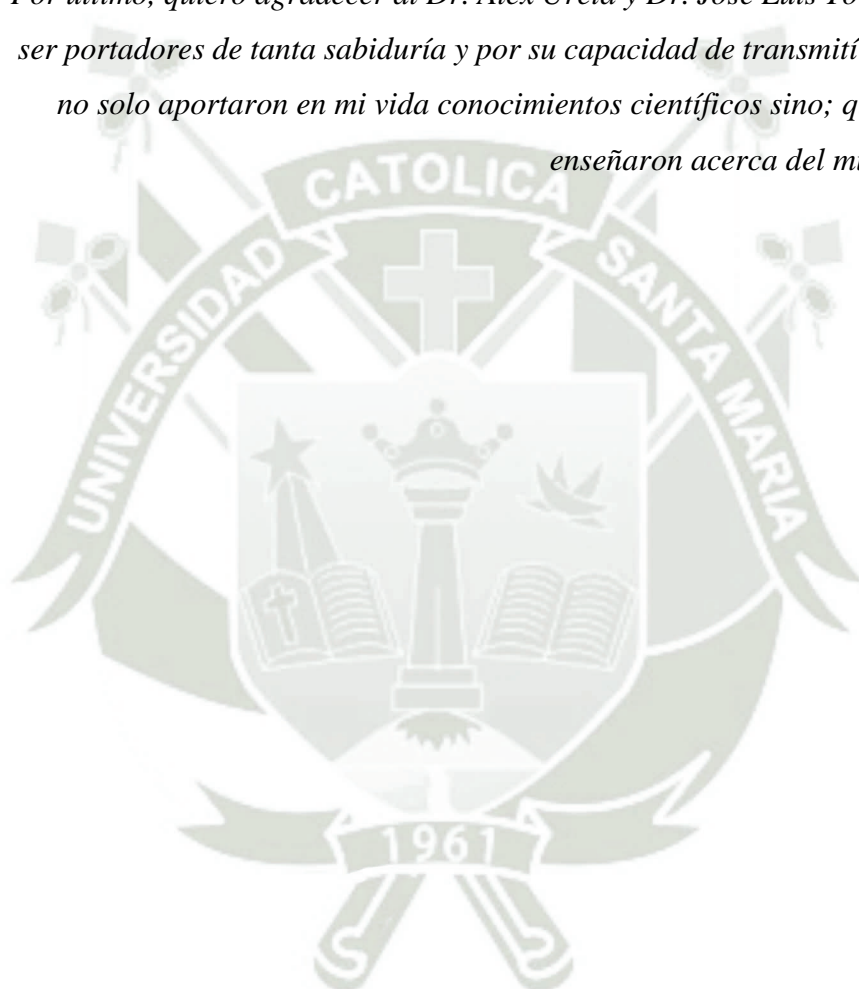 Por último, quiero agradecer al Dr. Alex Urcia y Dr. José Luis
ser portadores de tanta sabiduría y por su capacidad de
no solo aportaron en mi vida conocimientos científicos sino;
enseñaron acerca del
UNIVERSIDAD CATOLICA SANTA MARIA
1961